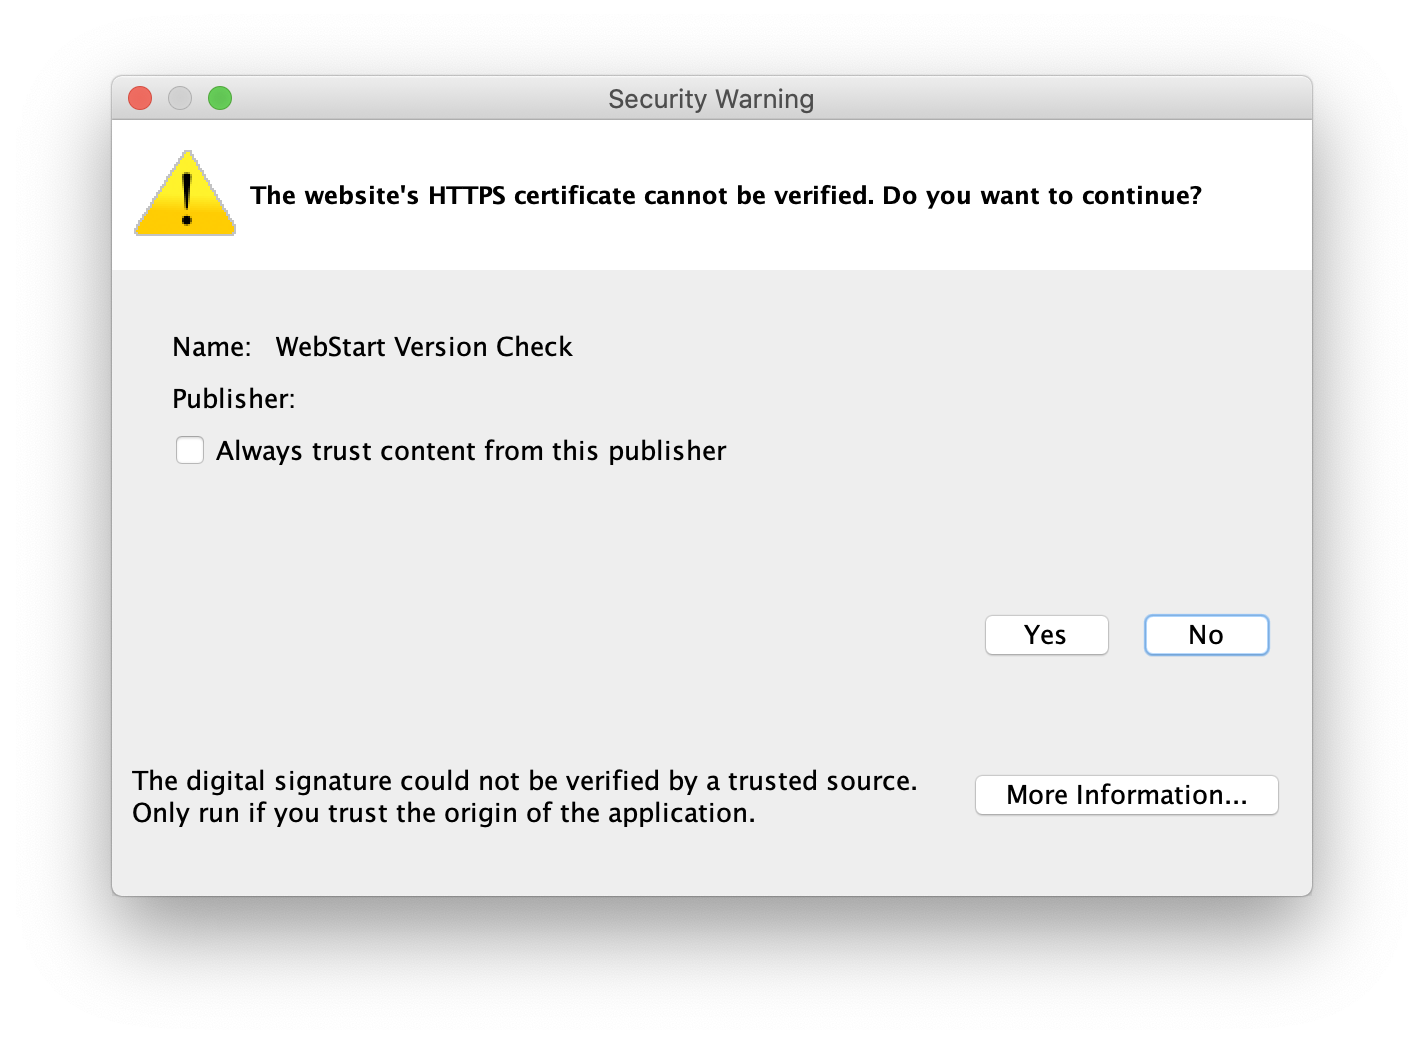 Security Warning
The website's HTTPS certificate cannot be verified. Do you want to continue?
Name: WebStart Version Check
Publisher:
Always trust content from this publisher
Yes No
The digital signature could not be verified by a trusted source.
Only run if you trust the origin of the application.
More Information...